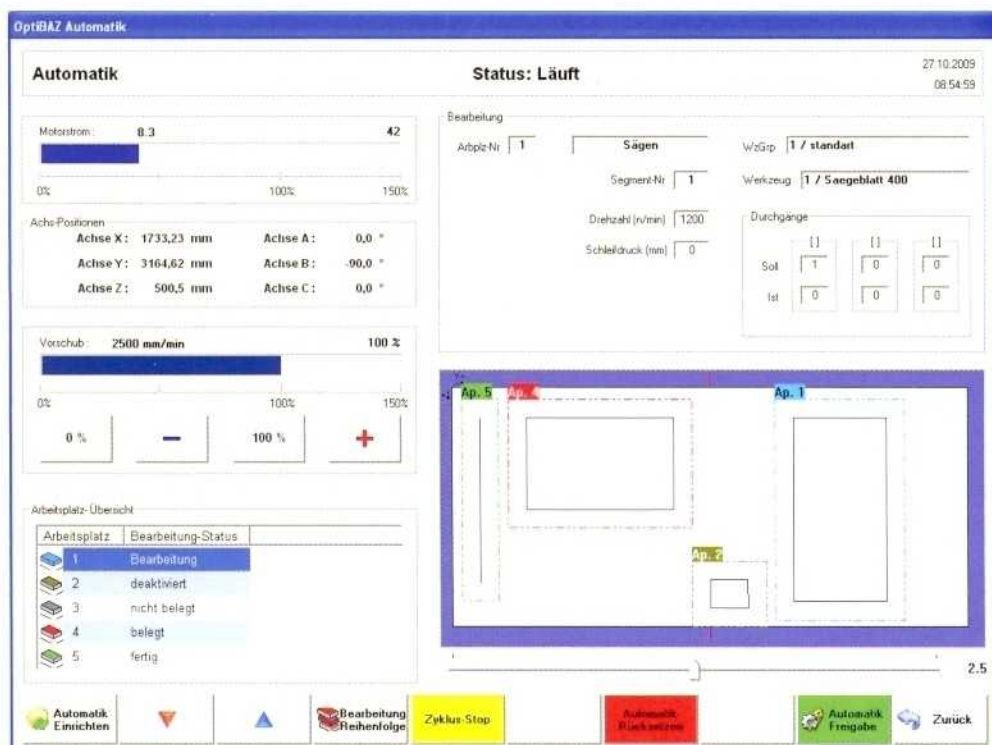 OptiBAZ Automatik
Automatik
Status: Läuft
27.10.2009
08:54:59
Motorstrom: 8.3 42
0% 100% 150%
Achs-Positionen
Achse X: 1733,23 mm Achse A: 0,0 °
Achse Y: 3164,62 mm Achse B: -90,0 °
Achse Z: 500,5 mm Achse C: 0,0 °
Vorschub: 2500 mm/min 100 %
0% 100% 150%
0 % − 100 % +
Arbeitsplatz-Übersicht
Arbeitsplatz Bearbeitung-Status
1 Bearbeitung
2 deaktiviert
3 nicht belegt
4 belegt
5 fertig
Bearbeitung
Arbplz-Nr 1 Sägen WzGrp 1 / standart
Segment-Nr 1 Werkzeug 1 / Saegeblatt 400
Drehzahl (n/min) 1200
Schleifdruck (mm) 0
Durchgänge
[ ] [ ] [ ]
Soll 1 0 0
Ist 0 0 0
Ap. 5 Ap. 4 Ap. 1
Ap. 2
2.5
Automatik Einrichten
Bearbeitung Reihenfolge
Zyklus-Stop
Automatik Rücksetzen
Automatik Freigabe
Zurück